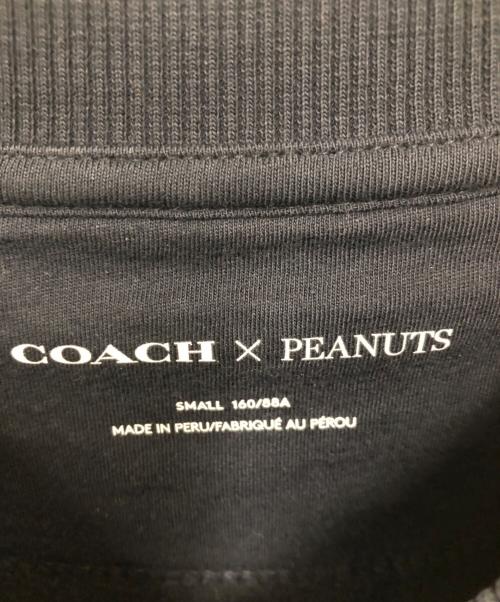 COACH × PEANUTS
SMALL 160/88A
MADE IN PERU/FABRIQUÉ AU PÉROU